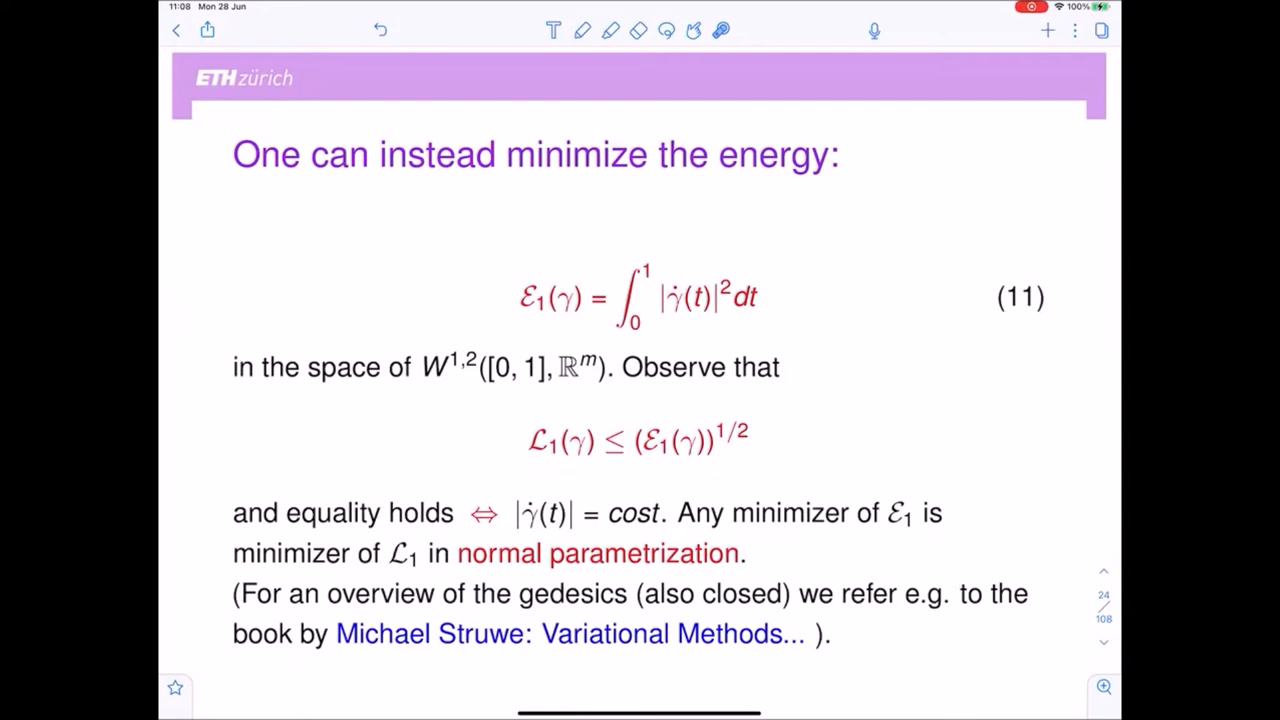 11:08 Mon 28 Jun
100%
ETH zürich
One can instead minimize the energy:
ℰ₁(γ) = ∫₀¹ |γ̇(t)|² dt (11)
in the space of W^{1,2}([0, 1], ℝᵐ). Observe that
ℒ₁(γ) ≤ (ℰ₁(γ))^{1/2}
and equality holds ⇔ |γ̇(t)| = cost. Any minimizer of ℰ₁ is
minimizer of ℒ₁ in normal parametrization.
(For an overview of the gedesics (also closed) we refer e.g. to the
book by Michael Struwe: Variational Methods... ).
24
/
108